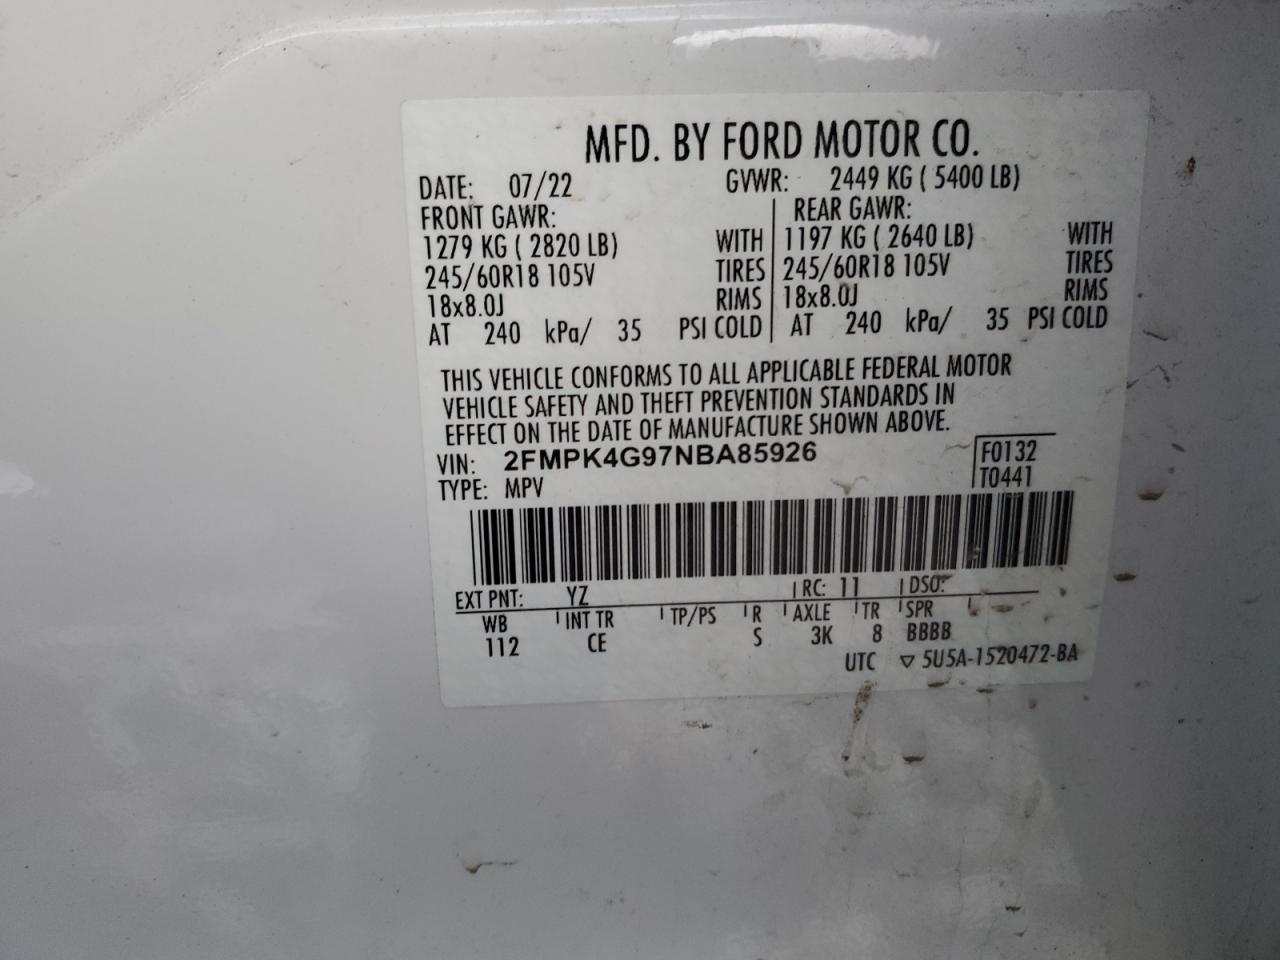 MFD. BY FORD MOTOR CO.
DATE: 07/22 GVWR: 2449 KG ( 5400 LB)
FRONT GAWR: REAR GAWR:
1279 KG ( 2820 LB) WITH 1197 KG ( 2640 LB) WITH
245/60R18 105V TIRES 245/60R18 105V TIRES
18x8.0J RIMS 18x8.0J RIMS
AT 240 kPa/ 35 PSI COLD AT 240 kPa/ 35 PSI COLD
THIS VEHICLE CONFORMS TO ALL APPLICABLE FEDERAL MOTOR
VEHICLE SAFETY AND THEFT PREVENTION STANDARDS IN
EFFECT ON THE DATE OF MANUFACTURE SHOWN ABOVE.
VIN: 2FMPK4G97NBA85926 F0132
TYPE: MPV T0441
EXT PNT: YZ RC: 11 DSO:
WB INT TR TP/PS R AXLE TR SPR
112 CE S 3K 8 BBBB
UTC ▽ 5U5A-1520472-BA